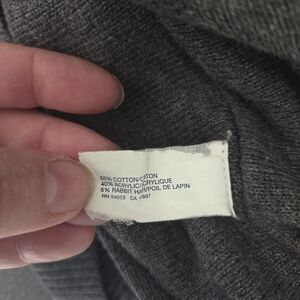 55% COTTON/COTON
40% ACRYLIC/ACRYLIQUE
5% RABBIT HAIR/POIL DE LAPIN
RN 54023 CA